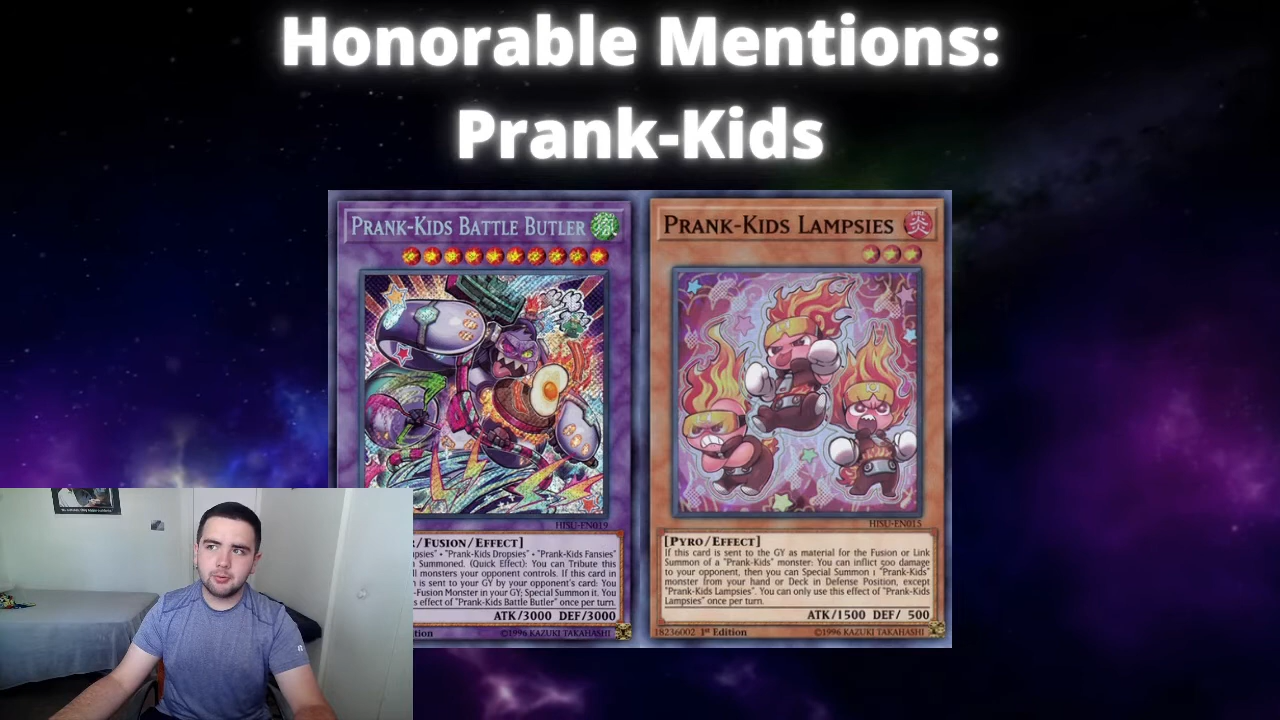 Honorable Mentions:
Prank-Kids
PRANK-KIDS BATTLE BUTLER
PRANK-KIDS LAMPSIES
炎
HISU-EN019
HISU-EN015
/FUSION/EFFECT]
"Prank-Kids Dropsies" + "Prank-Kids Fansies"
Summoned. (Quick Effect): You can Tribute this
monsters your opponent controls. If this card in
is sent to your GY by your opponent's card: You
-Fusion Monster in your GY; Special Summon it. You
effect of "Prank-Kids Battle Butler" once per turn.
ATK/3000 DEF/3000
©1996 KAZUKI TAKAHASHI
[PYRO/EFFECT]
If this card is sent to the GY as material for the Fusion or Link
Summon of a "Prank-Kids" monster: You can inflict 500 damage
to your opponent, then you can Special Summon 1 "Prank-Kids"
monster from your hand or Deck in Defense Position, except
"Prank-Kids Lampsies". You can only use this effect of "Prank-Kids
Lampsies" once per turn.
ATK/1500 DEF/ 500
18236002 1st Edition
©1996 KAZUKI TAKAHASHI